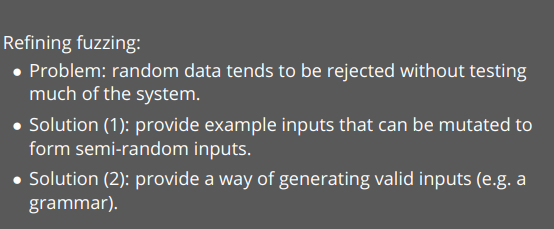 Refining fuzzing:
● Problem: random data tends to be rejected without testing
much of the system.
● Solution (1): provide example inputs that can be mutated to
form semi-random inputs.
● Solution (2): provide a way of generating valid inputs (e.g. a
grammar).